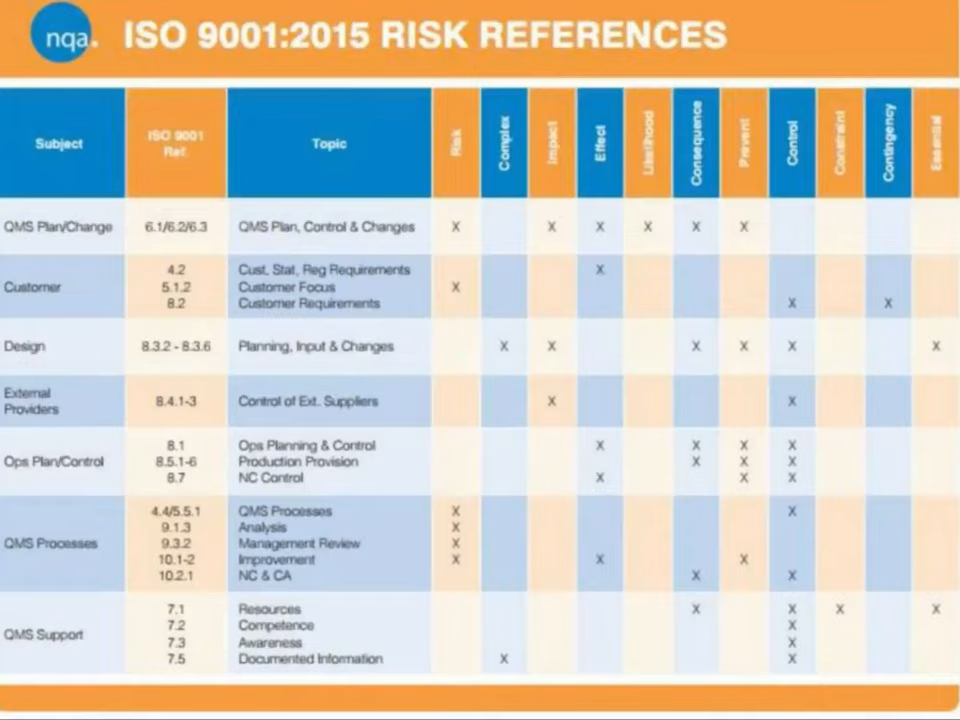 nqa. ISO 9001:2015 RISK REFERENCES
Subject ISO 9001 Ref. Topic Risk Complex Impact Effect Likelihood Consequence Prevent Control Constraint Contingency Essential
QMS Plan/Change 6.1/6.2/6.3 QMS Plan, Control & Changes X X X X X X
4.2 Cust, Stat, Reg Requirements X
Customer 5.1.2 Customer Focus X
8.2 Customer Requirements X X
Design 8.3.2 - 8.3.6 Planning, Input & Changes X X X X X X
External Providers 8.4.1-3 Control of Ext. Suppliers X X
8.1 Ops Planning & Control X X X X
Ops Plan/Control 8.5.1-6 Production Provision X X X
8.7 NC Control X X X
4.4/5.5.1 QMS Processes X X
9.1.3 Analysis X
QMS Processes 9.3.2 Management Review X
10.1-2 Improvement X X X
10.2.1 NC & CA X X
7.1 Resources X X X X
QMS Support 7.2 Competence X
7.3 Awareness X
7.5 Documented Information X X